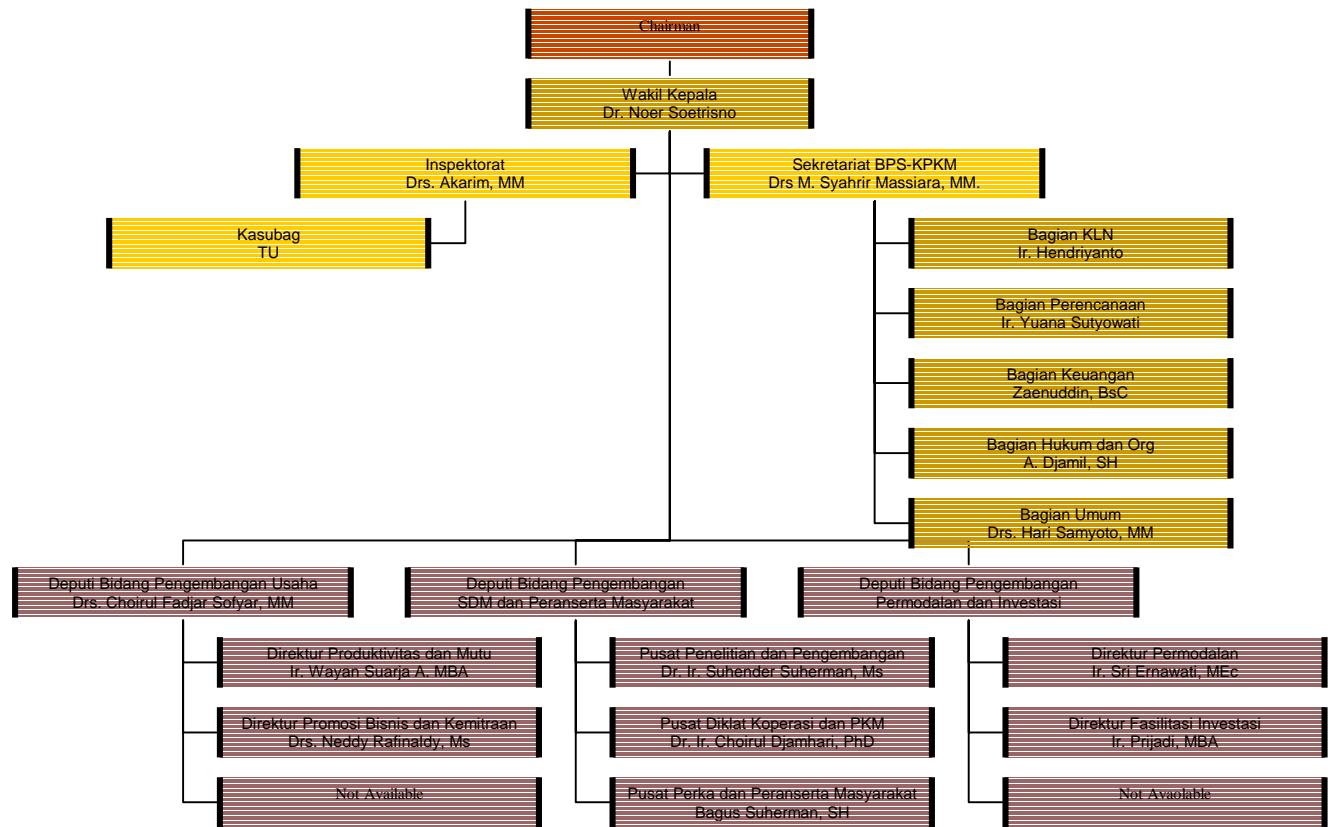 Chairman
Wakil Kepala
Dr. Noer Soetrisno
Inspektorat
Drs. Akarim, MM
Sekretariat BPS-KPKM
Drs M. Syahrir Massiara, MM.
Kasubag
TU
Bagian KLN
Ir. Hendriyanto
Bagian Perencanaan
Ir. Yuana Sutyowati
Bagian Keuangan
Zaenuddin, BsC
Bagian Hukum dan Org
A. Djamil, SH
Bagian Umum
Drs. Hari Samyoto, MM
Deputi Bidang Pengembangan Usaha
Drs. Choirul Fadjar Sofyar, MM
Deputi Bidang Pengembangan
SDM dan Peranserta Masyarakat
Deputi Bidang Pengembangan
Permodalan dan Investasi
Direktur Produktivitas dan Mutu
Ir. Wayan Suarja A. MBA
Pusat Penelitian dan Pengembangan
Dr. Ir. Suhender Suherman, Ms
Direktur Permodalan
Ir. Sri Ernawati, MEc
Direktur Promosi Bisnis dan Kemitraan
Drs. Neddy Rafinaldy, Ms
Pusat Diklat Koperasi dan PKM
Dr. Ir. Choirul Djamhari, PhD
Direktur Fasilitasi Investasi
Ir. Prijadi, MBA
Not Available
Pusat Perka dan Peranserta Masyarakat
Bagus Suherman, SH
Not Avaolable